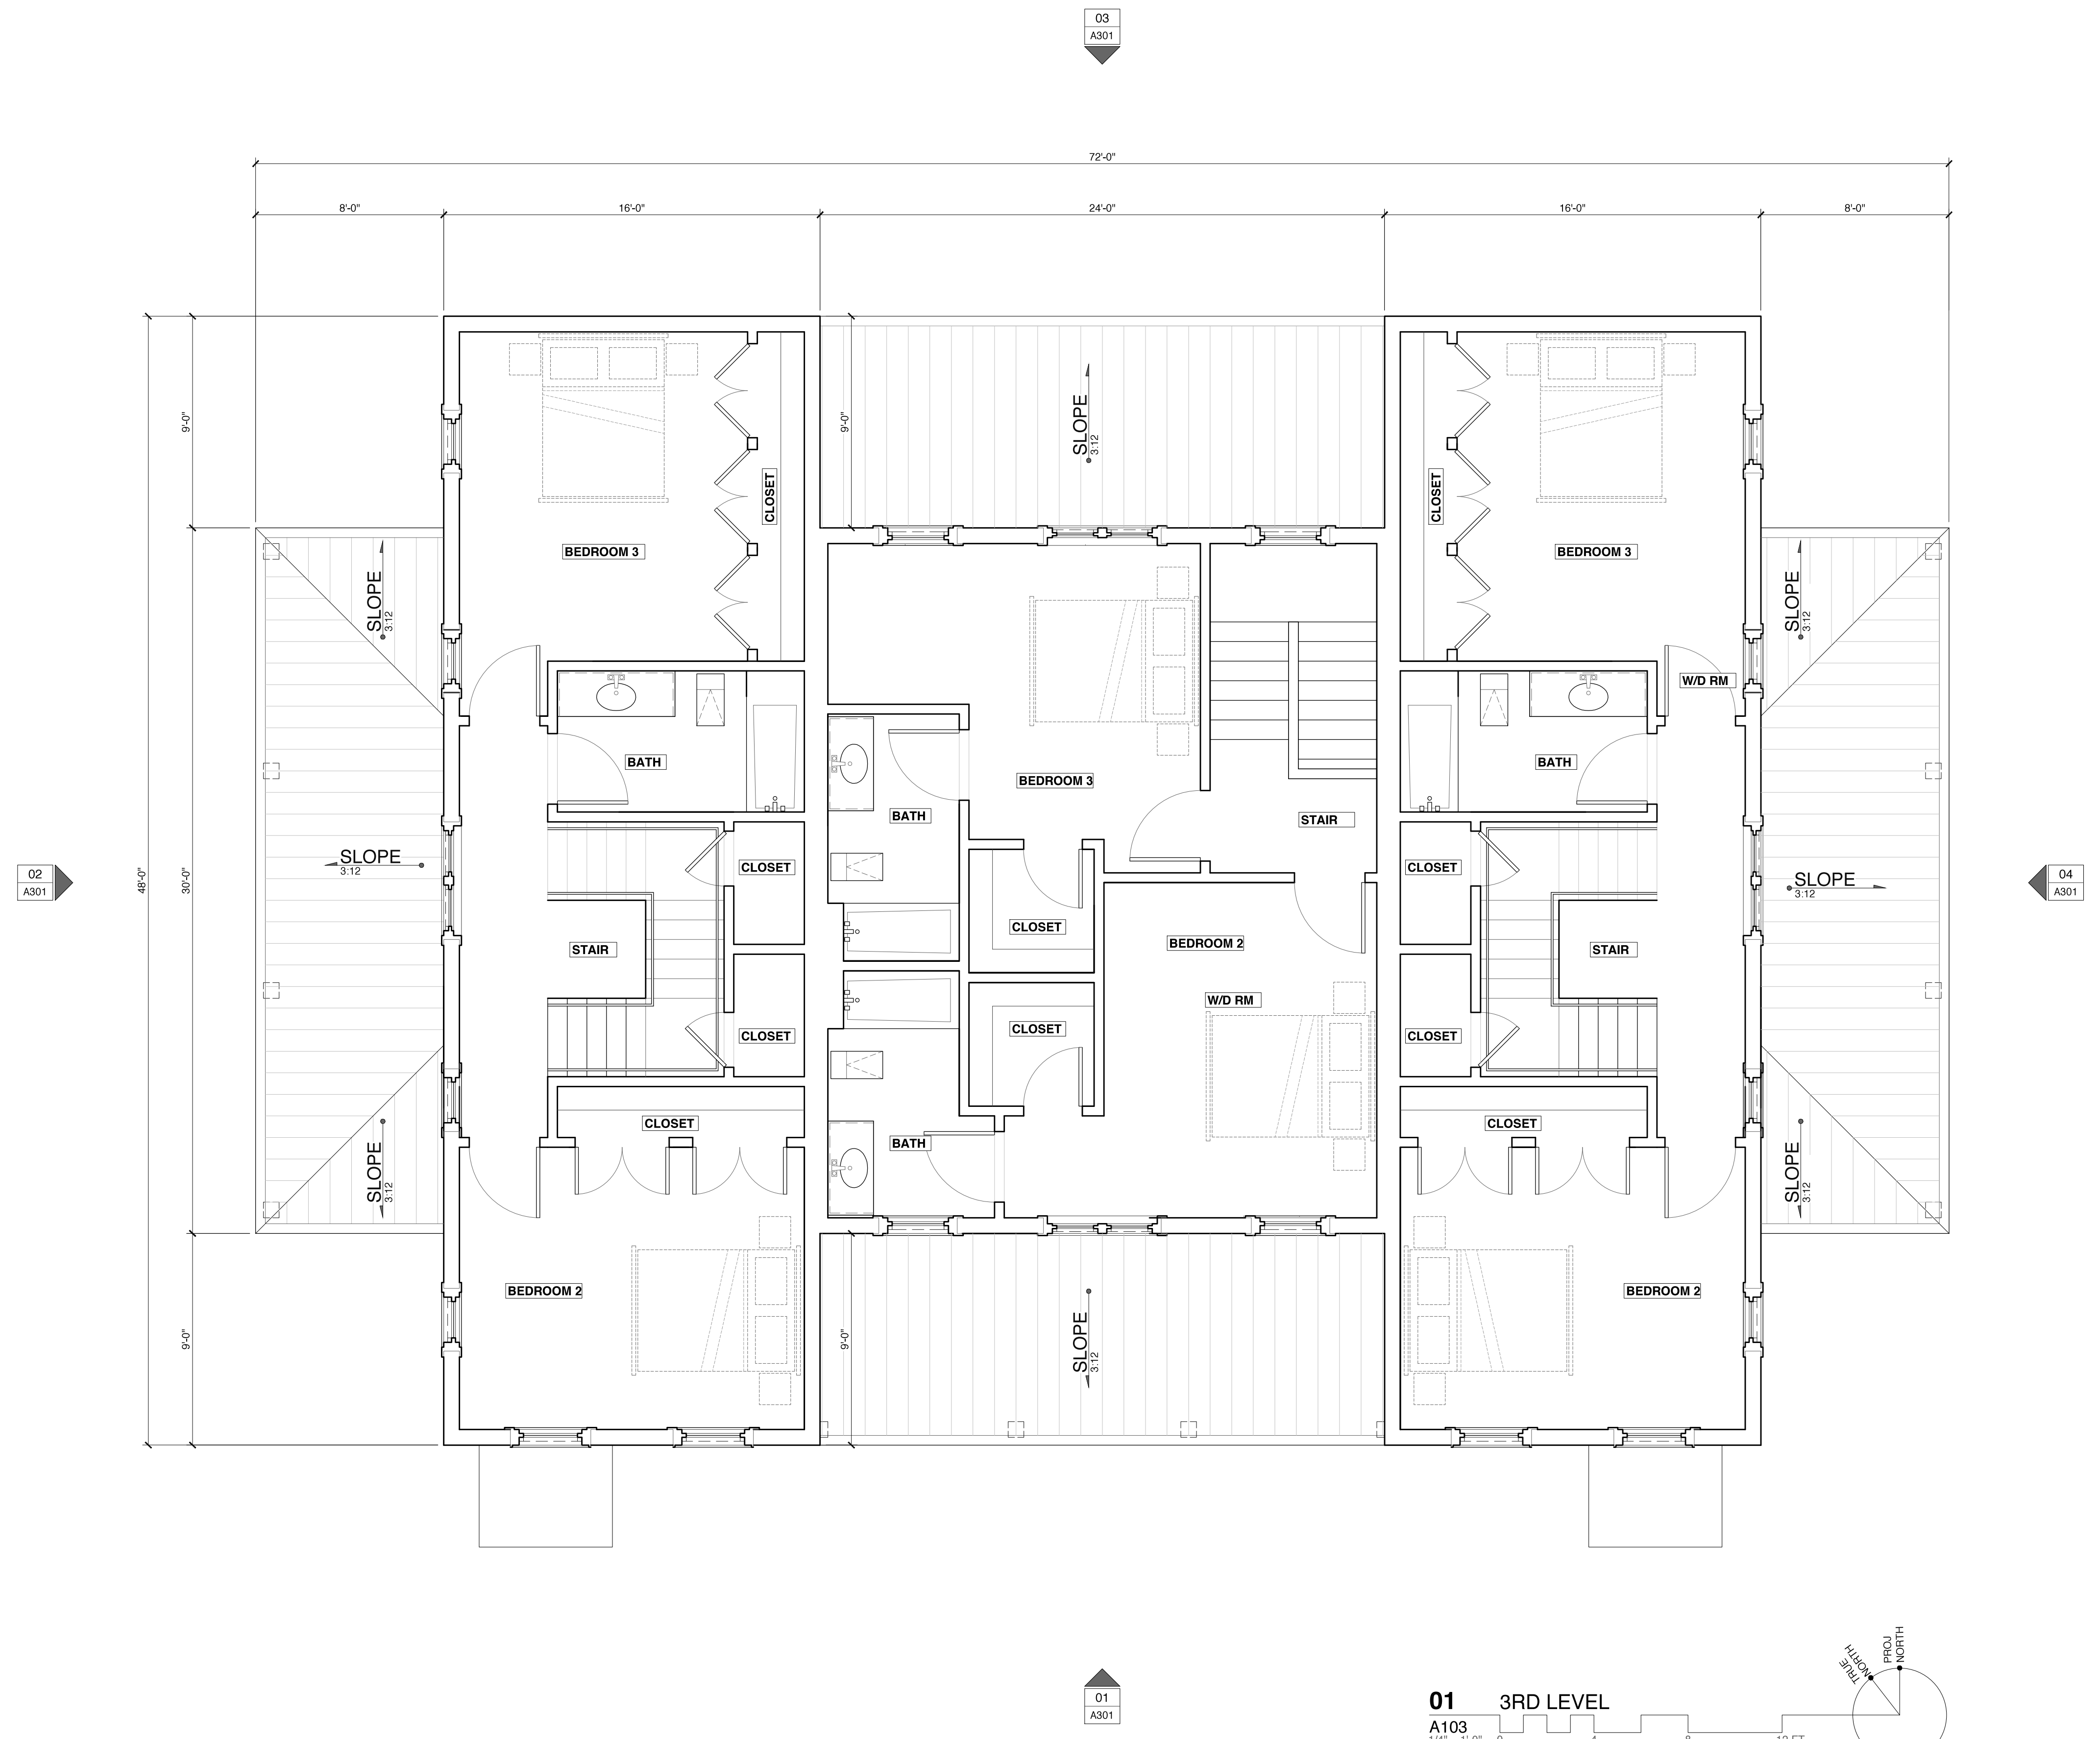 03
A301
72'-0"
8'-0"
16'-0"
24'-0"
16'-0"
8'-0"
9'-0"
9'-0"
SLOPE
3:12
CLOSET
CLOSET
BEDROOM 3
BEDROOM 3
SLOPE
3:12
SLOPE
3:12
W/D RM
BATH
BATH
BEDROOM 3
BATH
STAIR
SLOPE
3:12
CLOSET
CLOSET
SLOPE
3:12
02
A301
48'-0"
30'-0"
04
A301
CLOSET
BEDROOM 2
STAIR
STAIR
W/D RM
CLOSET
CLOSET
CLOSET
CLOSET
CLOSET
BATH
SLOPE
3:12
SLOPE
3:12
BEDROOM 2
BEDROOM 2
9'-0"
9'-0"
SLOPE
3:12
01
A301
TRUE
NORTH
PROJ
NORTH
01 3RD LEVEL
A103